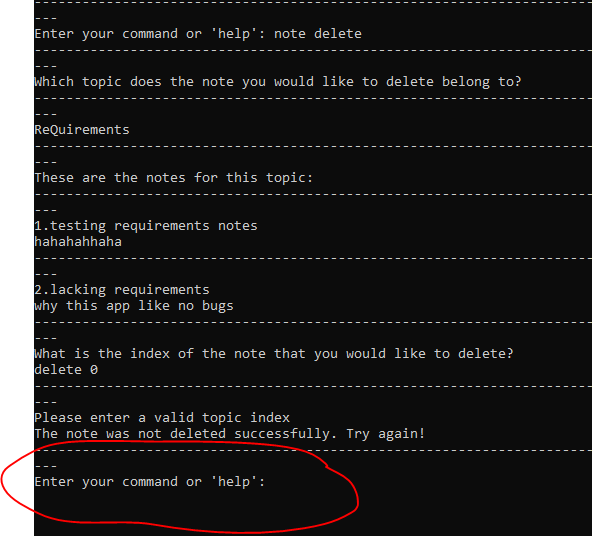 ---------------------------------------------------------------------
---
Enter your command or 'help': note delete
---------------------------------------------------------------------
---
Which topic does the note you would like to delete belong to?
---------------------------------------------------------------------
---
ReQuirements
---------------------------------------------------------------------
---
These are the notes for this topic:
---------------------------------------------------------------------
---
1.testing requirements notes
hahahahhaha
---------------------------------------------------------------------
---
2.lacking requirements
why this app like no bugs
---------------------------------------------------------------------
---
What is the index of the note that you would like to delete?
delete 0
---------------------------------------------------------------------
---
Please enter a valid topic index
The note was not deleted successfully. Try again!
---------------------------------------------------------------------
---
Enter your command or 'help':